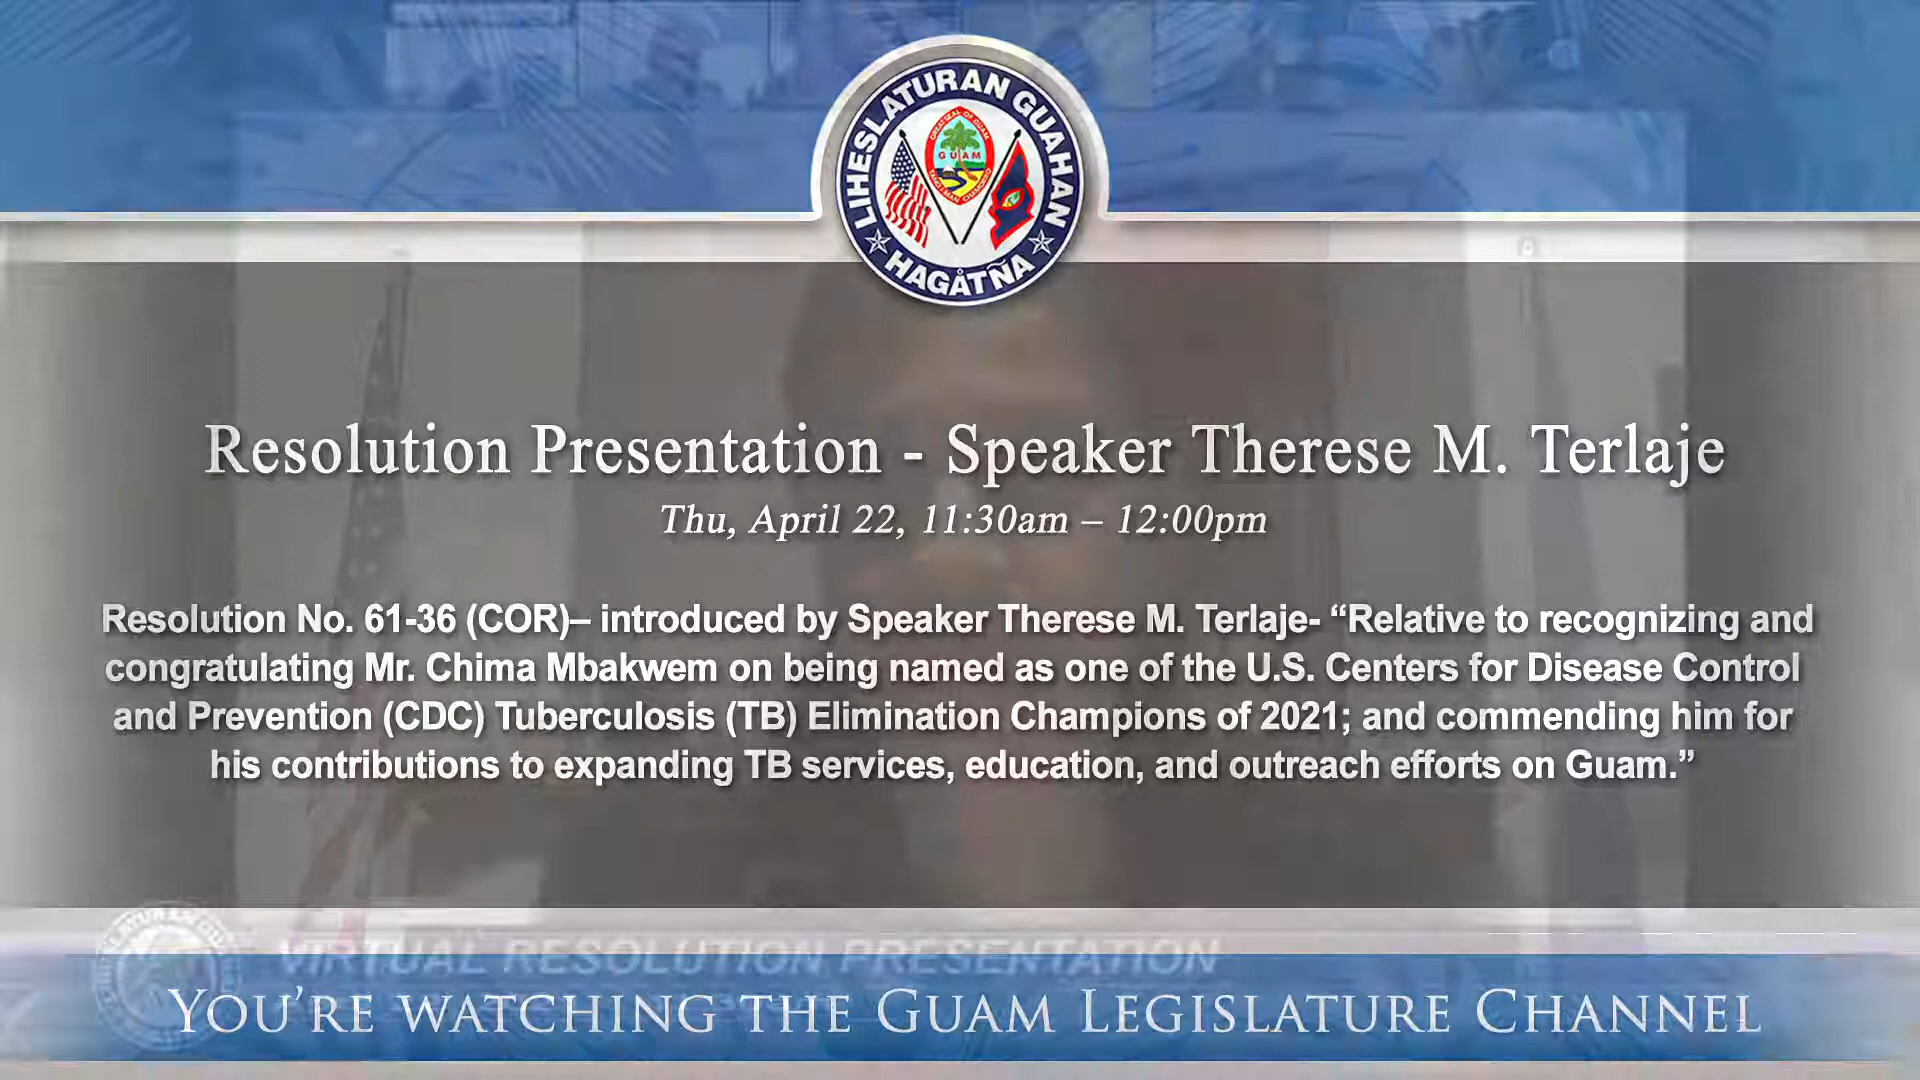 LIHESLATURAN GUAHAN
GREAT SEAL OF GUAM
GUAM
HAGÅTÑA
Resolution Presentation - Speaker Therese M. Terlaje
Thu, April 22, 11:30am – 12:00pm
Resolution No. 61-36 (COR)– introduced by Speaker Therese M. Terlaje- “Relative to recognizing and
congratulating Mr. Chima Mbakwem on being named as one of the U.S. Centers for Disease Control
and Prevention (CDC) Tuberculosis (TB) Elimination Champions of 2021; and commending him for
his contributions to expanding TB services, education, and outreach efforts on Guam.”
VIRTUAL RESOLUTION PRESENTATION
YOU’RE WATCHING THE GUAM LEGISLATURE CHANNEL